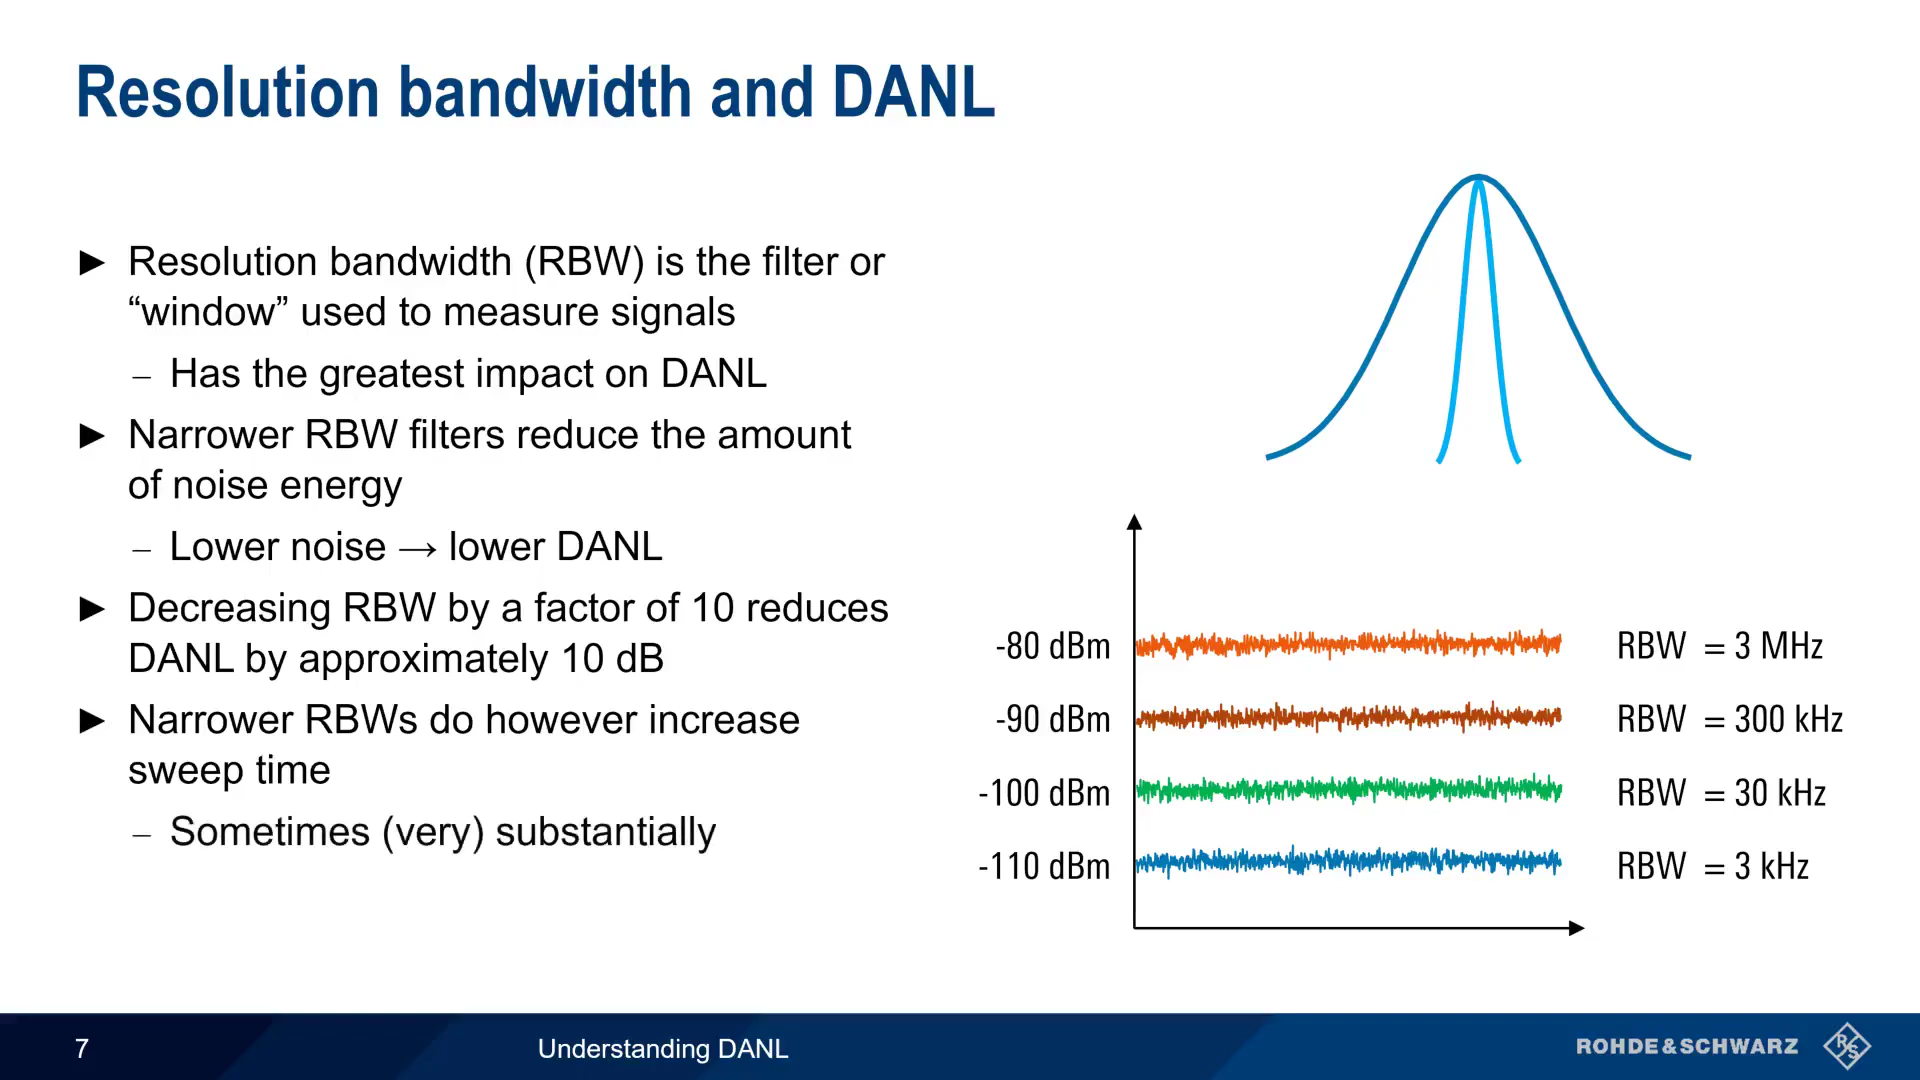 Resolution bandwidth and DANL
► Resolution bandwidth (RBW) is the filter or
“window” used to measure signals
– Has the greatest impact on DANL
► Narrower RBW filters reduce the amount
of noise energy
– Lower noise → lower DANL
► Decreasing RBW by a factor of 10 reduces
DANL by approximately 10 dB
► Narrower RBWs do however increase
sweep time
– Sometimes (very) substantially
-80 dBm RBW = 3 MHz
-90 dBm RBW = 300 kHz
-100 dBm RBW = 30 kHz
-110 dBm RBW = 3 kHz
7 Understanding DANL ROHDE & SCHWARZ R S